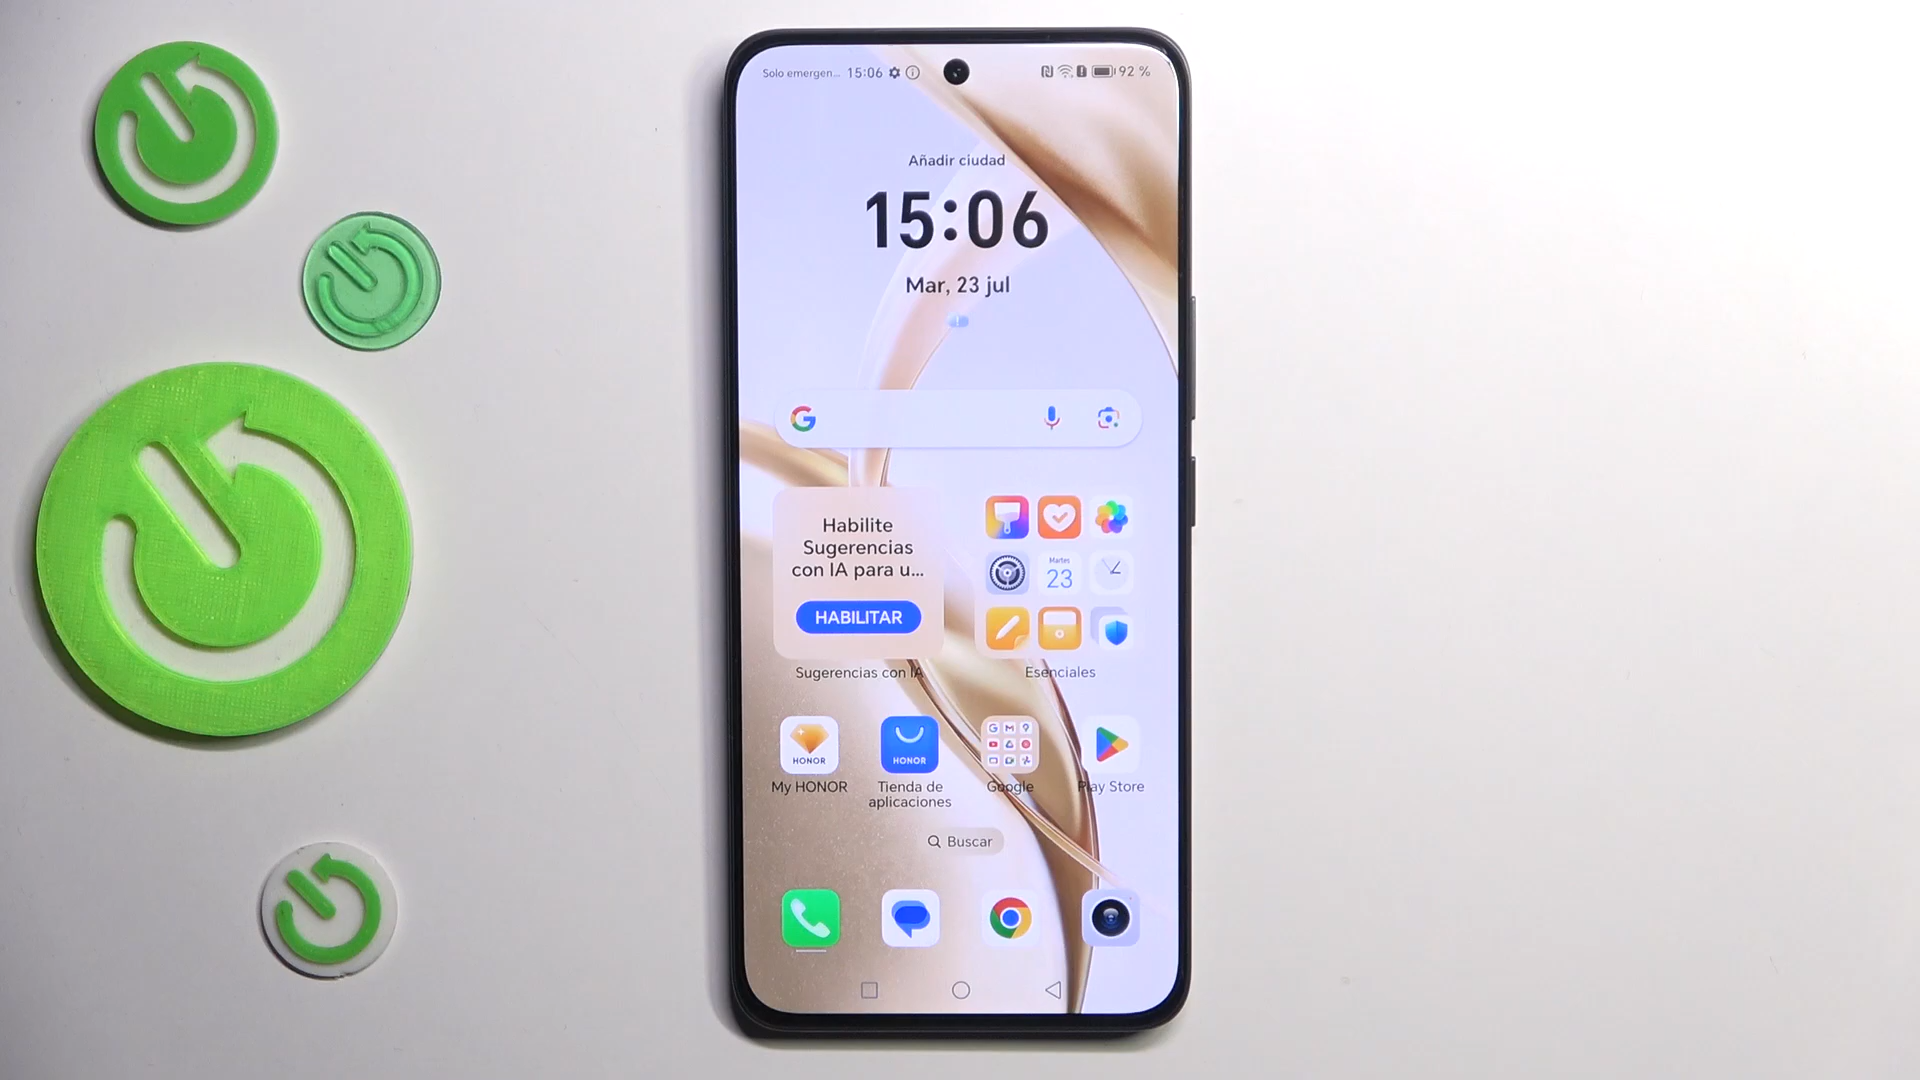 Solo emergen... 15:06 92 %
Añadir ciudad
15:06
Mar, 23 jul
Habilite
Sugerencias
con IA para u...
HABILITAR
Sugerencias con IA
Martes
23
Esenciales
HONOR
My HONOR
HONOR
Tienda de
aplicaciones
Google
Play Store
Buscar